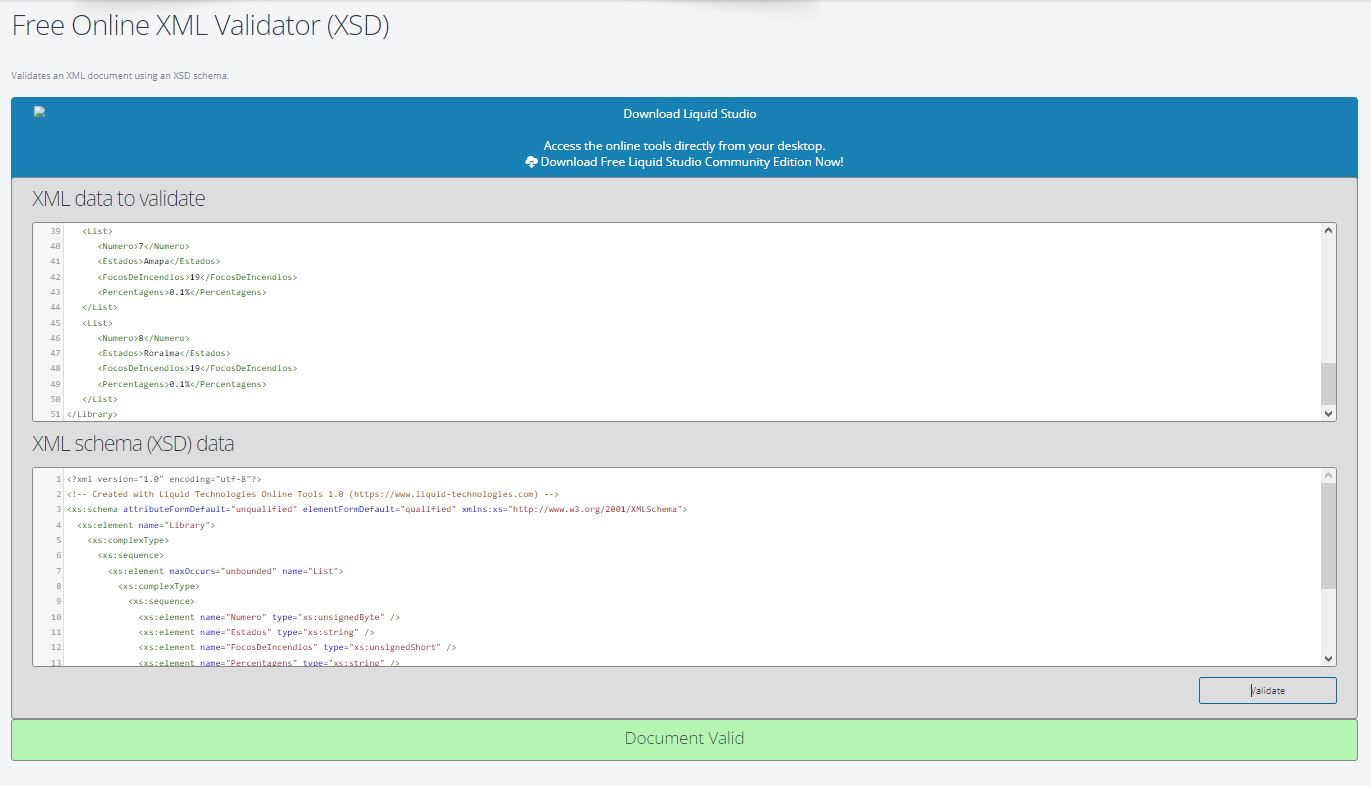 Free Online XML Validator (XSD)
Validates an XML document using an XSD schema.
Download Liquid Studio
Access the online tools directly from your desktop.
Download Free Liquid Studio Community Edition Now!
XML data to validate
39 <List>
40 <Numero>7</Numero>
41 <Estados>Amapa</Estados>
42 <FocosDeIncendios>19</FocosDeIncendios>
43 <Percentagens>0.1%</Percentagens>
44 </List>
45 <List>
46 <Numero>8</Numero>
47 <Estados>Roraima</Estados>
48 <FocosDeIncendios>19</FocosDeIncendios>
49 <Percentagens>0.1%</Percentagens>
50 </List>
51 </Library>
XML schema (XSD) data
1 <?xml version="1.0" encoding="utf-8"?>
2 <!-- Created with Liquid Technologies Online Tools 1.0 (https://www.liquid-technologies.com) -->
3 <xs:schema attributeFormDefault="unqualified" elementFormDefault="qualified" xmlns:xs="http://www.w3.org/2001/XMLSchema">
4 <xs:element name="Library">
5 <xs:complexType>
6 <xs:sequence>
7 <xs:element maxOccurs="unbounded" name="List">
8 <xs:complexType>
9 <xs:sequence>
10 <xs:element name="Numero" type="xs:unsignedByte" />
11 <xs:element name="Estados" type="xs:string" />
12 <xs:element name="FocosDeIncendios" type="xs:unsignedShort" />
13 <xs:element name="Percentagens" type="xs:string" />
Validate
Document Valid